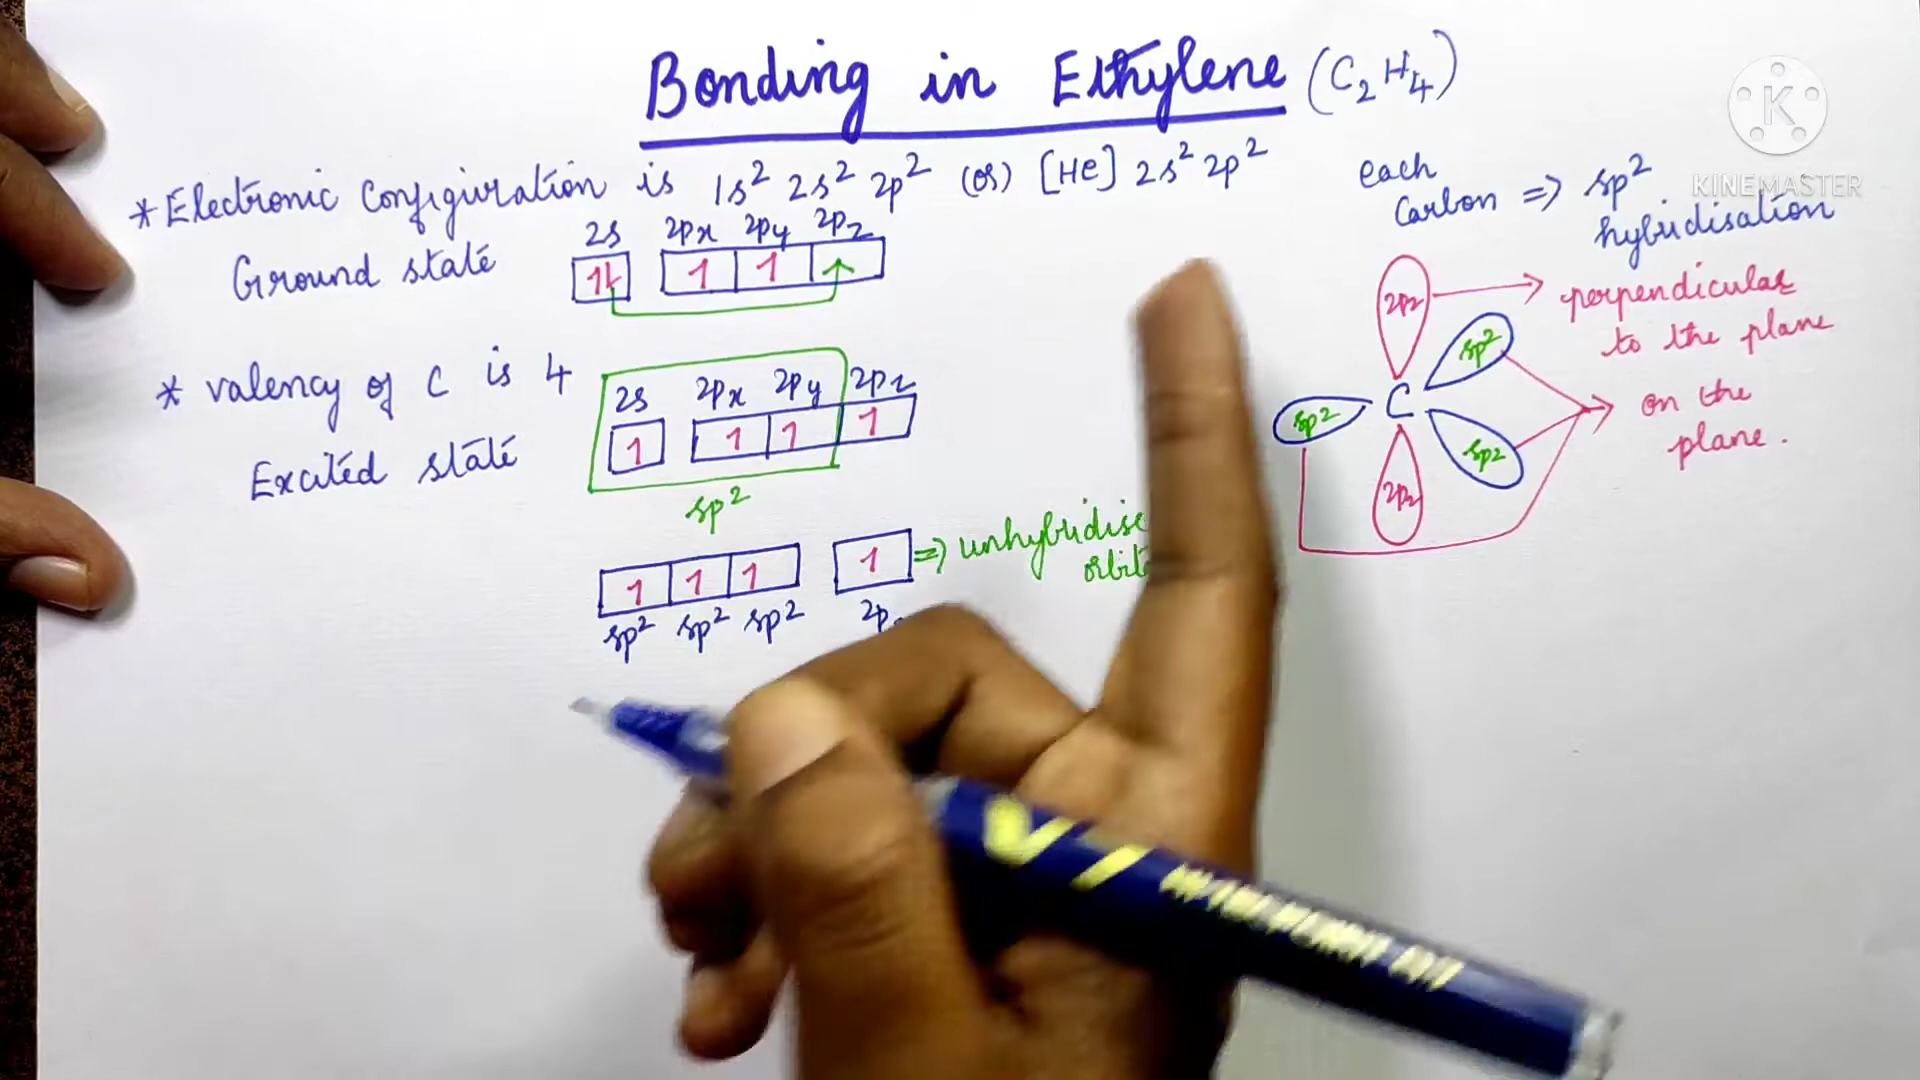 Bonding in Ethylene (C₂H₄)
* Electronic Configuration is 1s² 2s² 2p² (or) [He] 2s² 2p²
2s 2px 2py 2pz
Ground state 1⇂ 1 1 ↑
* valency of C is 4
2s 2px 2py 2pz
Excited state 1 1 1 1
sp²
1 1 1 1 => unhybridise
sp² sp² sp² 2p
each
Carbon => sp²
hybridisation
2pz perpendicular
to the plane
sp²
sp² C
sp2
2pz
on the
plane.
K
KINEMASTER